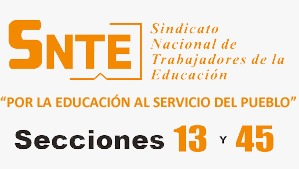 SNTE
Sindicato
Nacional de
Trabajadores de la
Educación
“POR LA EDUCACIÓN AL SERVICIO DEL PUEBLO”
Secciones 13 Y 45